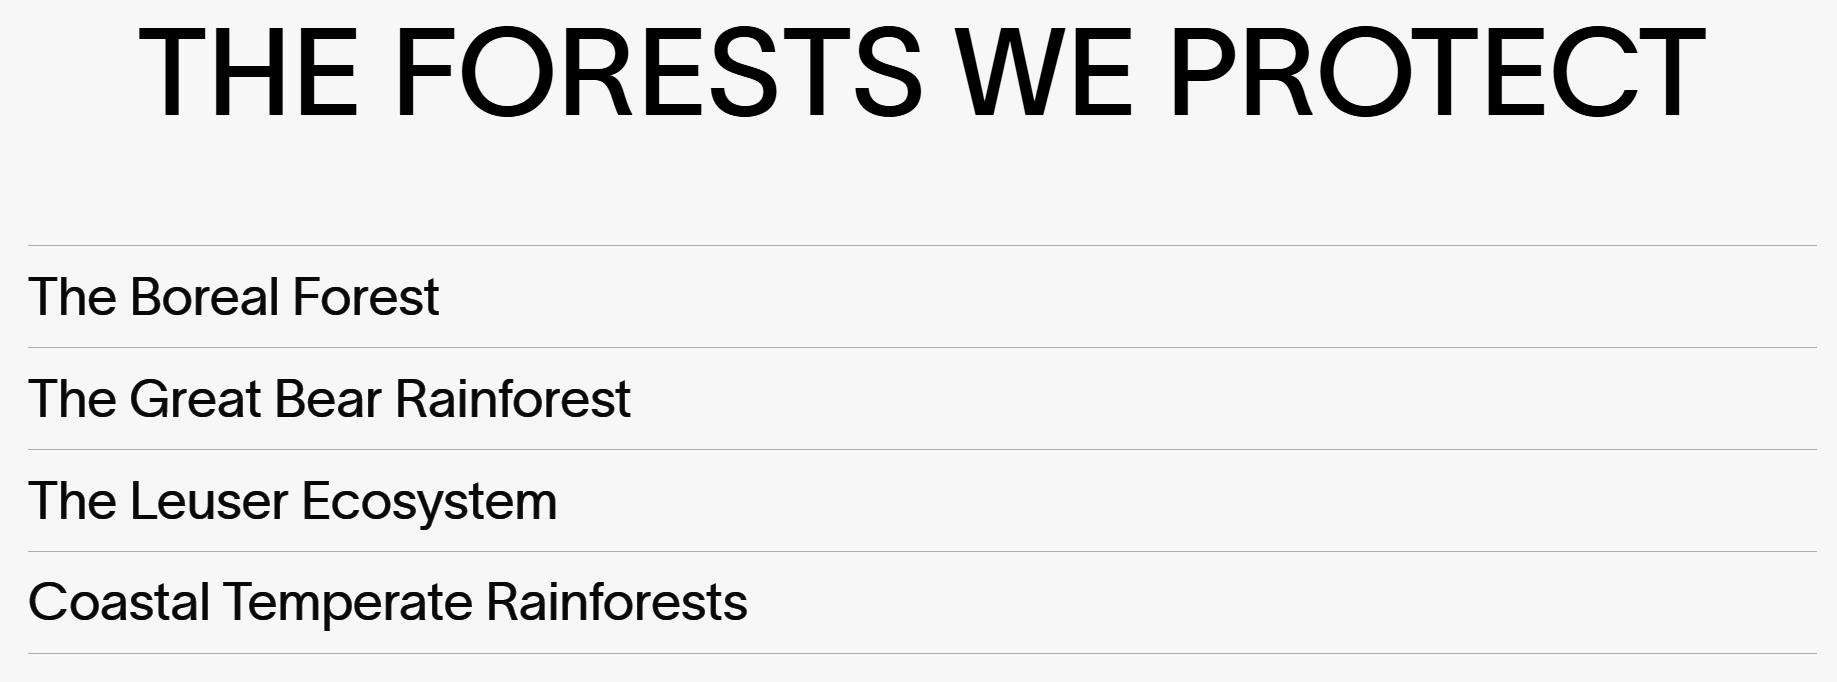 THE FORESTS WE PROTECT
The Boreal Forest
The Great Bear Rainforest
The Leuser Ecosystem
Coastal Temperate Rainforests